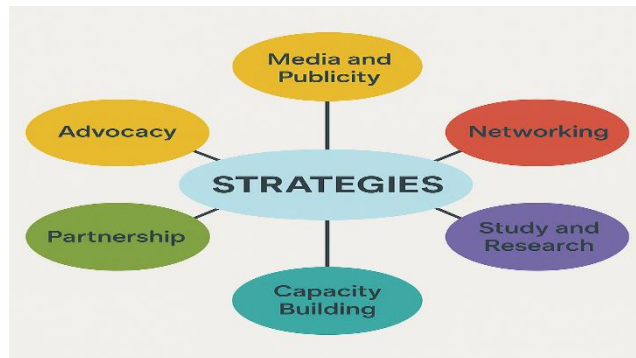 Media and
Publicity
Advocacy
Networking
STRATEGIES
Partnership
Study and
Research
Capacity
Building